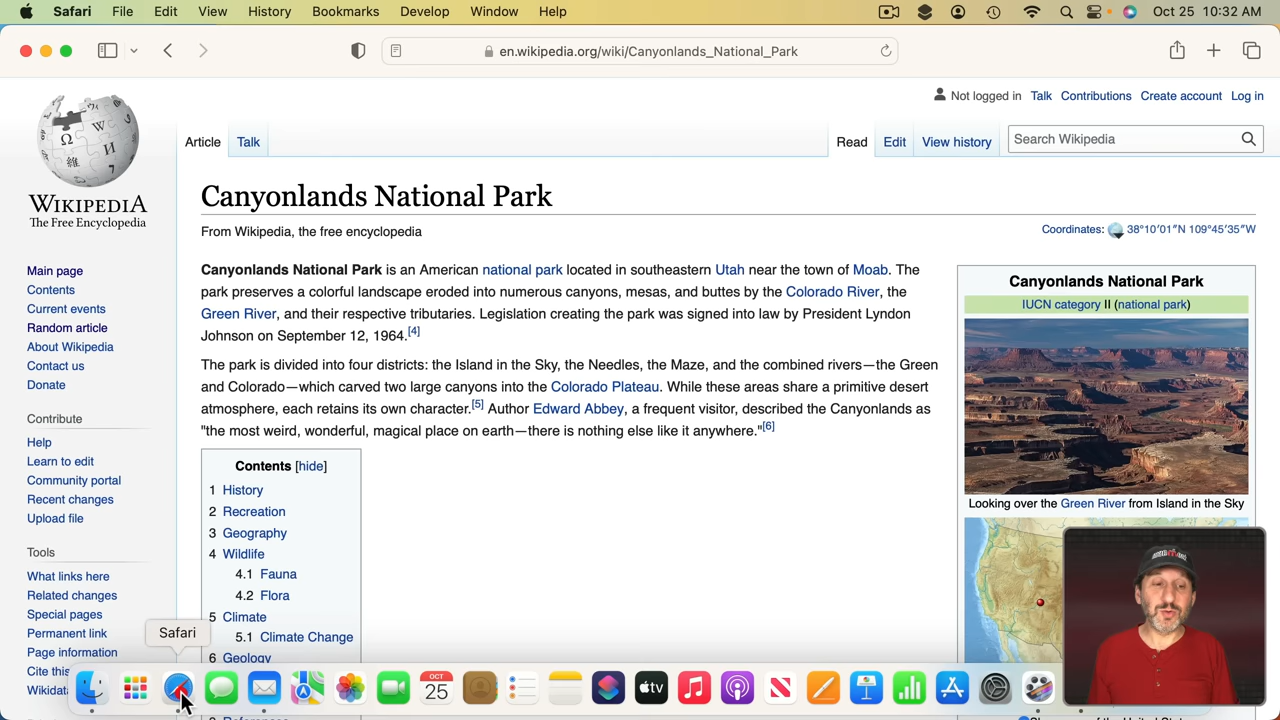 Safari File Edit View History Bookmarks Develop Window Help Oct 25 10:32 AM
en.wikipedia.org/wiki/Canyonlands_National_Park
Not logged in Talk Contributions Create account Log in
Article Talk Read Edit View history Search Wikipedia
WIKIPEDIA
The Free Encyclopedia
Main page
Contents
Current events
Random article
About Wikipedia
Contact us
Donate
Contribute
Help
Learn to edit
Community portal
Recent changes
Upload file
Tools
What links here
Related changes
Special pages
Permanent link
Page information
Cite this
Canyonlands National Park
From Wikipedia, the free encyclopedia
Coordinates: 38°10′01″N 109°45′35″W
Canyonlands National Park is an American national park located in southeastern Utah near the town of Moab. The
park preserves a colorful landscape eroded into numerous canyons, mesas, and buttes by the Colorado River, the
Green River, and their respective tributaries. Legislation creating the park was signed into law by President Lyndon
Johnson on September 12, 1964.[4]
The park is divided into four districts: the Island in the Sky, the Needles, the Maze, and the combined rivers—the Green
and Colorado—which carved two large canyons into the Colorado Plateau. While these areas share a primitive desert
atmosphere, each retains its own character.[5] Author Edward Abbey, a frequent visitor, described the Canyonlands as
"the most weird, wonderful, magical place on earth—there is nothing else like it anywhere."[6]
Contents [hide]
1 History
2 Recreation
3 Geography
4 Wildlife
4.1 Fauna
4.2 Flora
5 Climate
5.1 Climate Change
6 Geology
Canyonlands National Park
IUCN category II (national park)
Looking over the Green River from Island in the Sky
Safari
OCT
25
tv